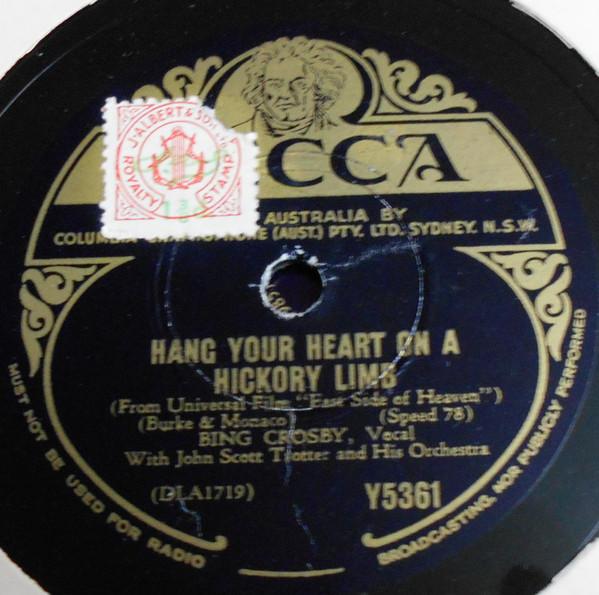 J. ALBERT & SON
ROYALTY STAMP
CCA
AUSTRALIA BY
COLUMBIA GRAPHOPHONE (AUST.) PTY. LTD. SYDNEY. N.S.W.
HANG YOUR HEART ON A
HICKORY LIMB
(From Universal Film "East Side of Heaven")
(Burke & Monaco) (Speed 78)
BING CROSBY, Vocal
With John Scott Trotter and His Orchestra
(DLA1719) Y5361
MUST NOT BE USED FOR RADIO
BROADCASTING, NOR PUBLICLY PERFORMED